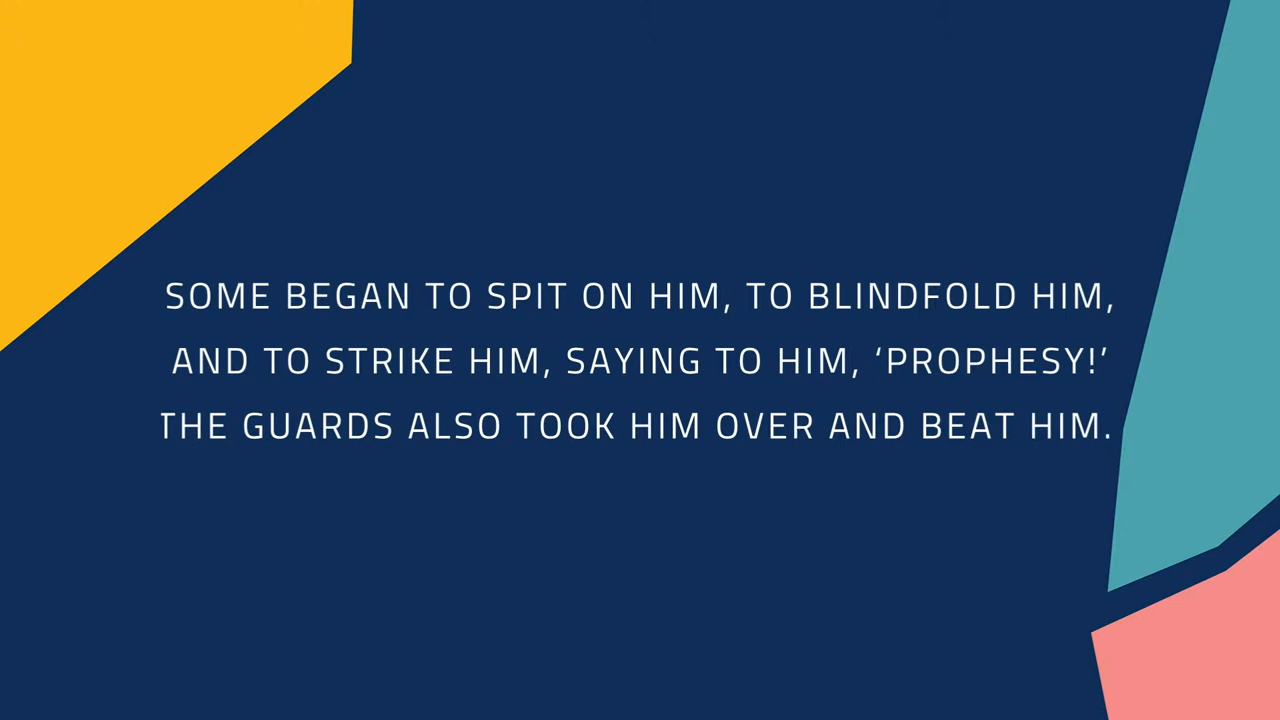 SOME BEGAN TO SPIT ON HIM, TO BLINDFOLD HIM,
AND TO STRIKE HIM, SAYING TO HIM, ‘PROPHESY!’
THE GUARDS ALSO TOOK HIM OVER AND BEAT HIM.